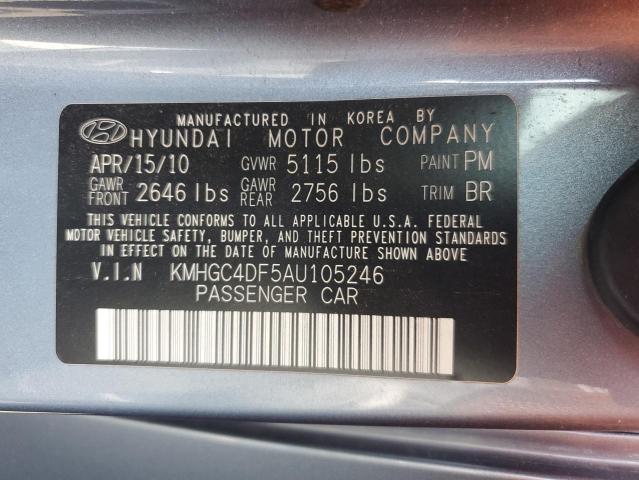 MANUFACTURED IN KOREA BY
HYUNDAI MOTOR COMPANY
APR/15/10 GVWR 5115 lbs PAINT PM
GAWR FRONT 2646 lbs GAWR REAR 2756 lbs TRIM BR
THIS VEHICLE CONFORMS TO ALL APPLICABLE U.S.A. FEDERAL
MOTOR VEHICLE SAFETY, BUMPER, AND THEFT PREVENTION STANDARDS
IN EFFECT ON THE DATE OF MANUFACTURE SHOWN ABOVE
V.I.N KMHGC4DF5AU105246
PASSENGER CAR